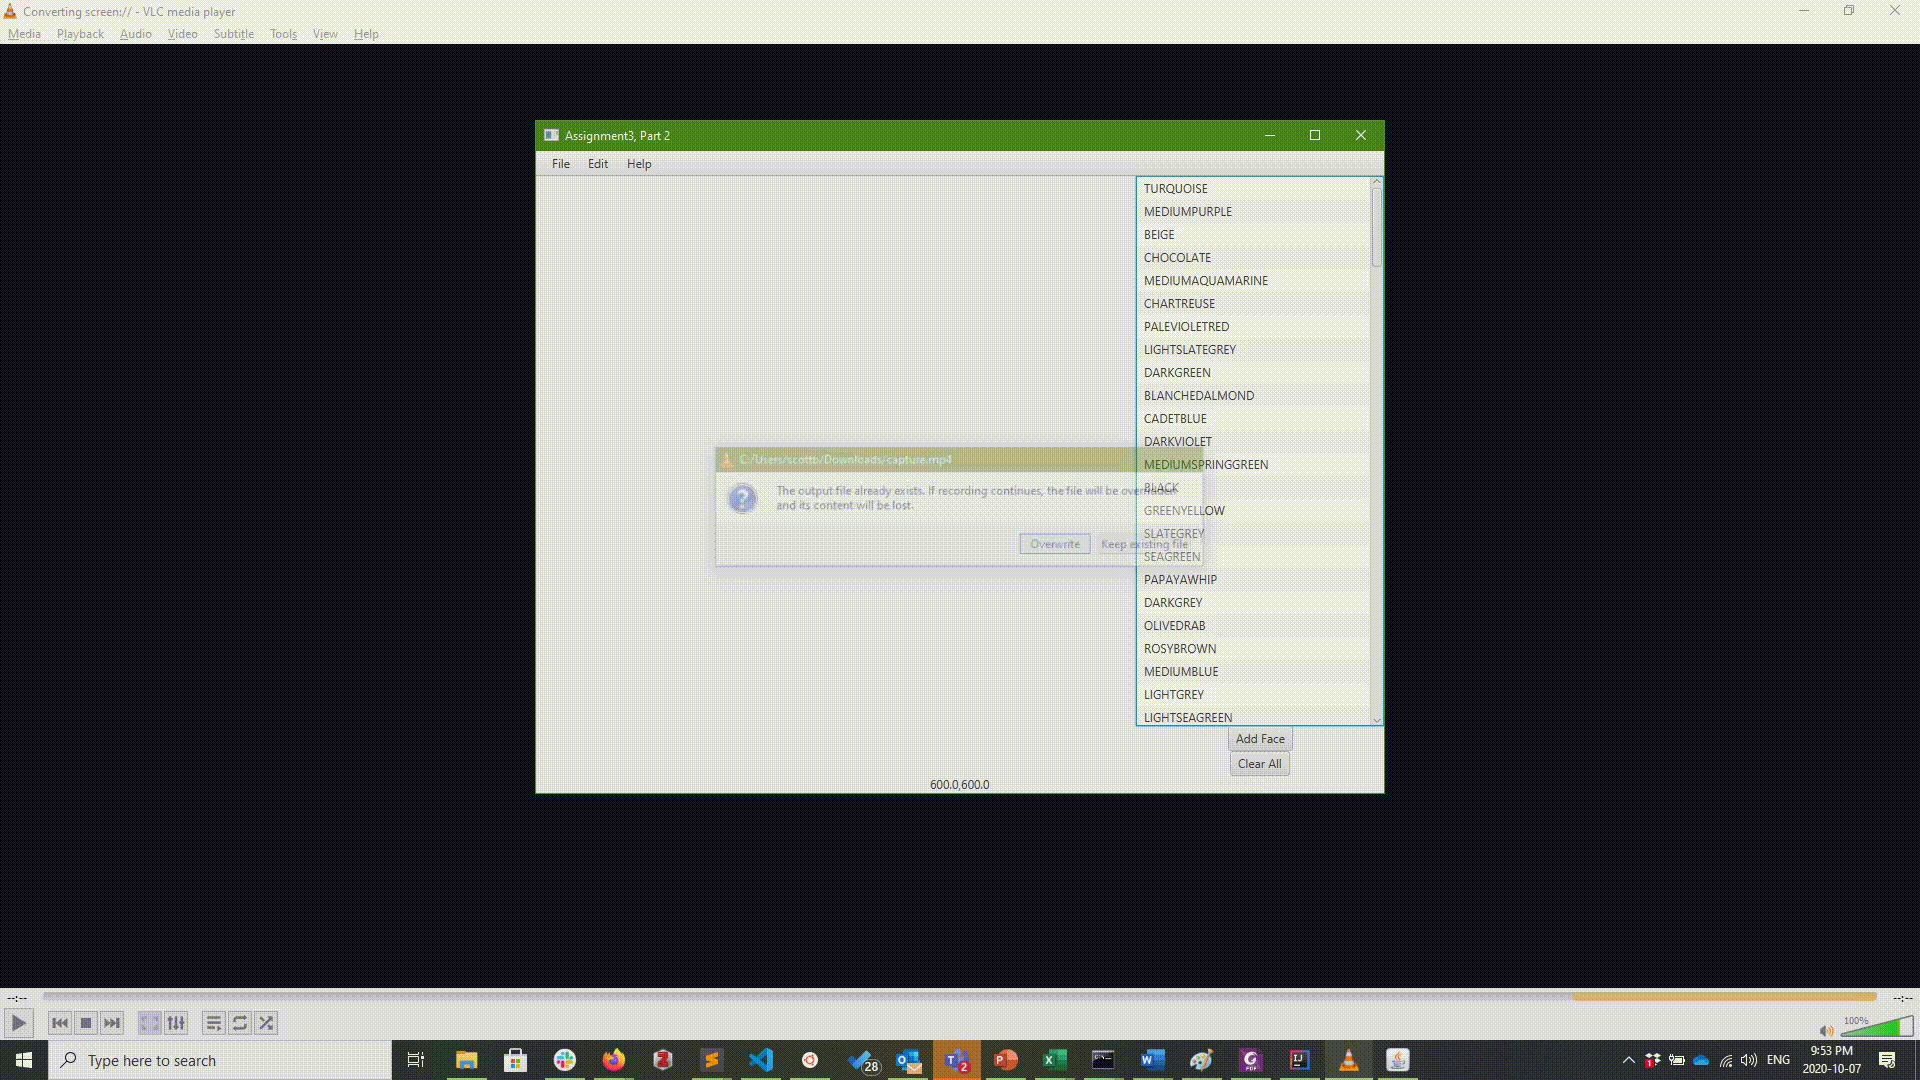 Converting screen:// - VLC media player
Media Playback Audio Video Subtitle Tools View Help
Assignment3, Part 2
File Edit Help
TURQUOISE
MEDIUMPURPLE
BEIGE
CHOCOLATE
MEDIUMAQUAMARINE
CHARTREUSE
PALEVIOLETRED
LIGHTSLATEGREY
DARKGREEN
BLANCHEDALMOND
CADETBLUE
DARKVIOLET
MEDIUMSPRINGGREEN
BLACK
GREENYELLOW
SLATEGREY
SEAGREEN
PAPAYAWHIP
DARKGREY
OLIVEDRAB
ROSYBROWN
MEDIUMBLUE
LIGHTGREY
LIGHTSEAGREEN
C:/Users/scottb/Downloads/capture.mp4
The output file already exists. If recording continues, the file will be
and its content will be lost.
Overwrite Keep existing file
Add Face
Clear All
600.0,600.0
--:-- --:--
100%
Type here to search
28
2
1
ENG
9:53 PM
2020-10-07